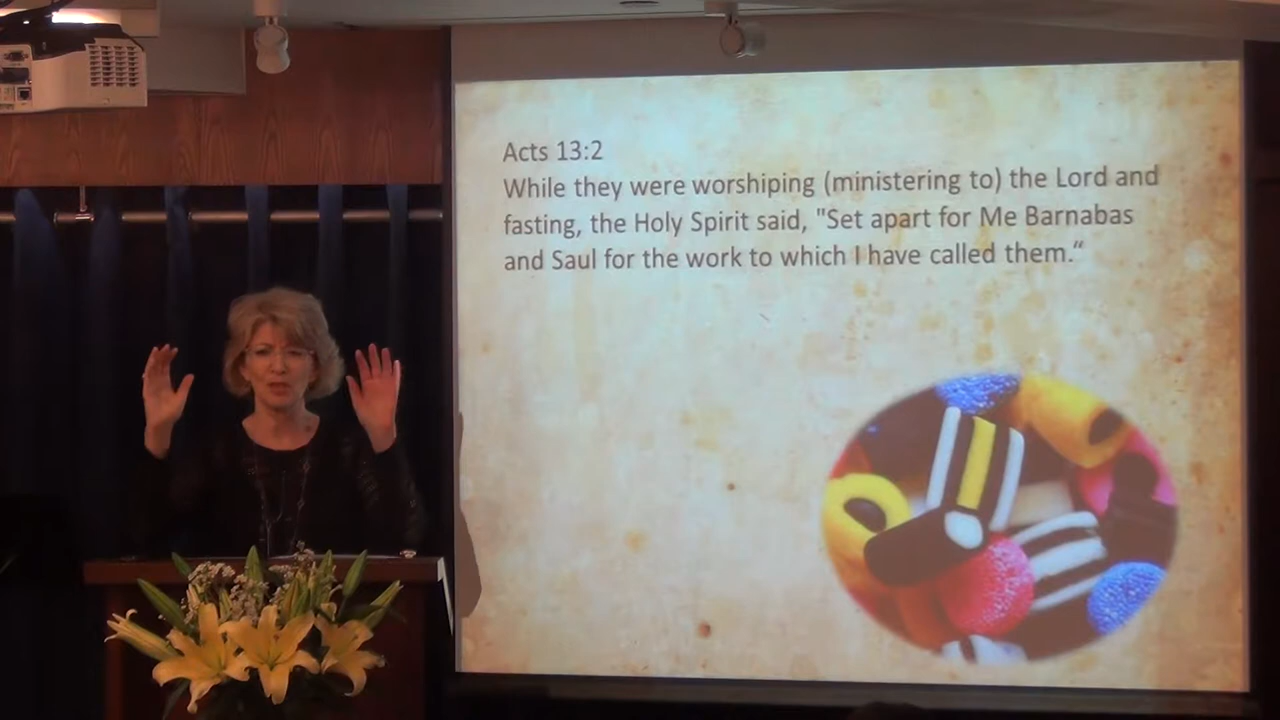 Acts 13:2
While they were worshiping (ministering to) the Lord and
fasting, the Holy Spirit said, "Set apart for Me Barnabas
and Saul for the work to which I have called them.“